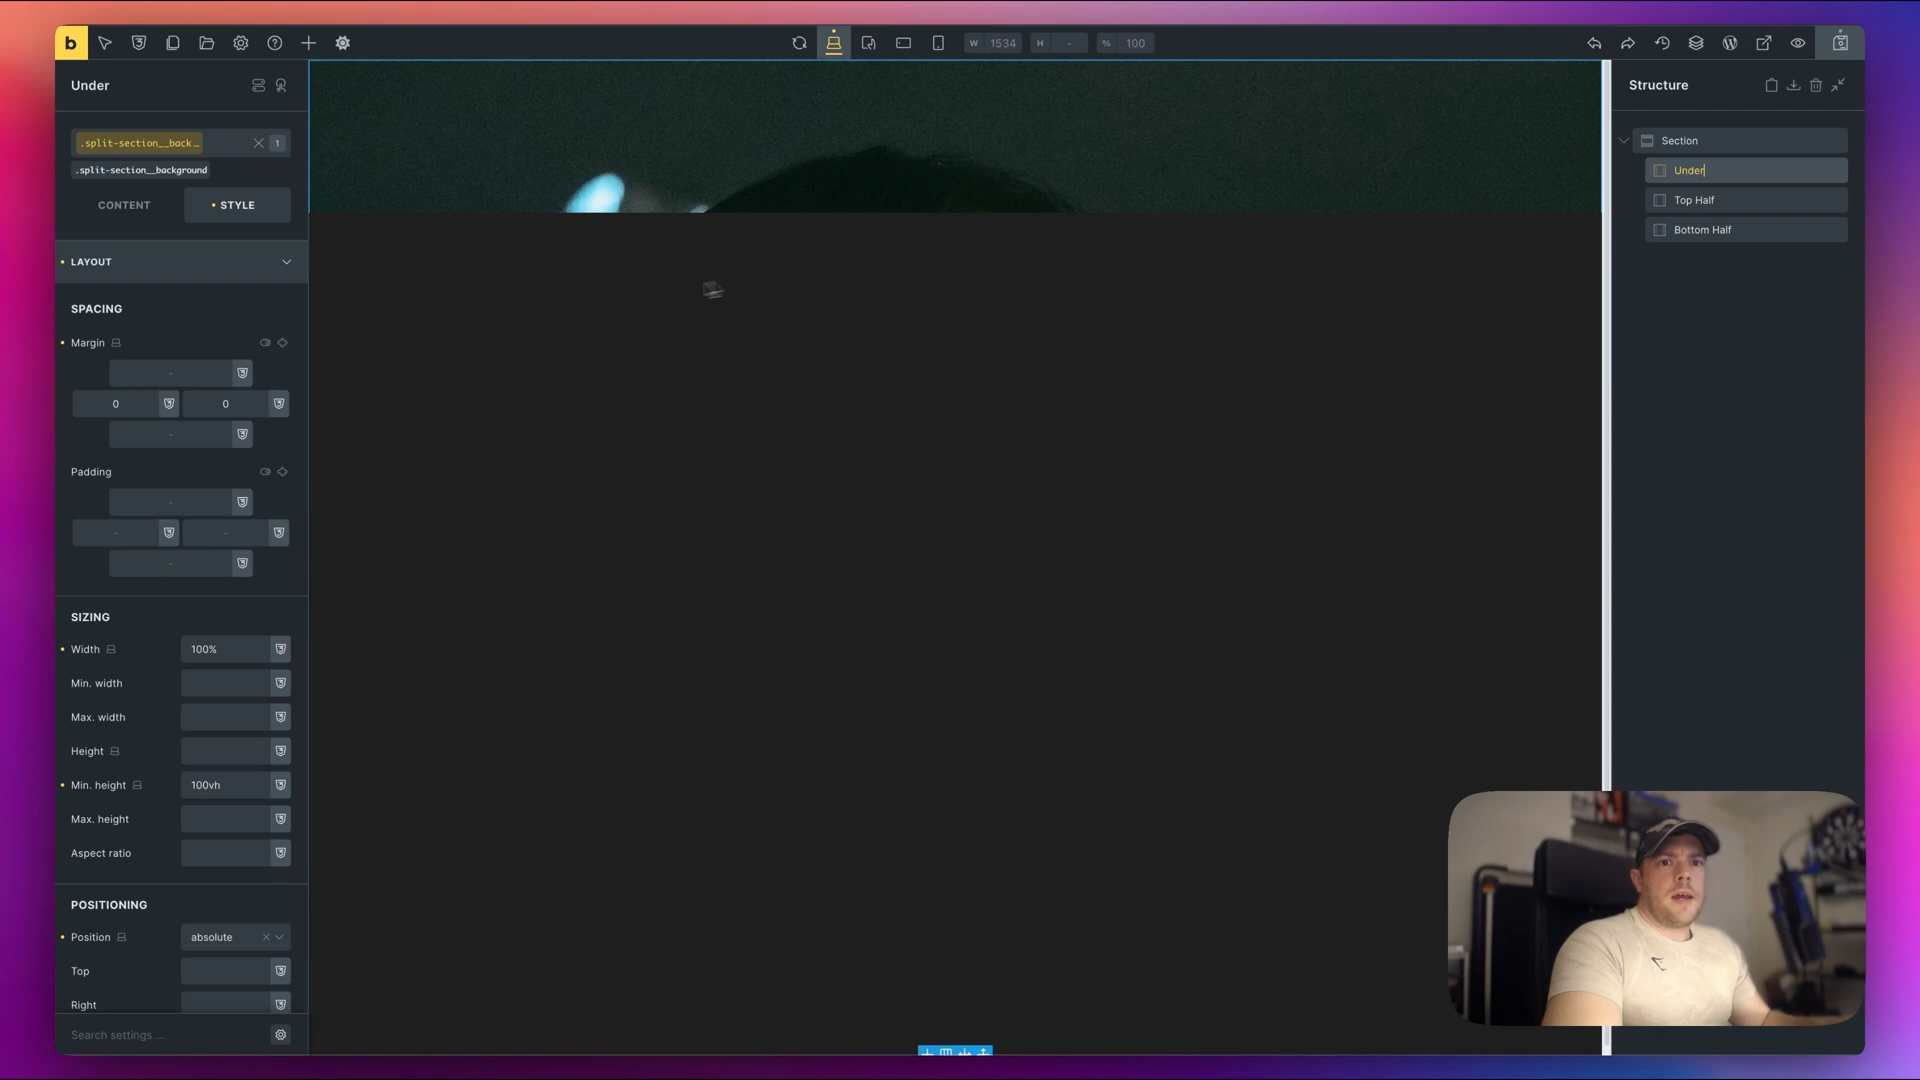 b
W 1534
H -
% 100
Under
.split-section__back…
1
.split-section__background
CONTENT
STYLE
LAYOUT
SPACING
Margin
-
0
0
-
Padding
-
-
-
-
SIZING
Width
100%
Min. width
Max. width
Height
Min. height
100vh
Max. height
Aspect ratio
POSITIONING
Position
absolute
Top
Right
Search settings ...
Structure
Section
Under
Top Half
Bottom Half